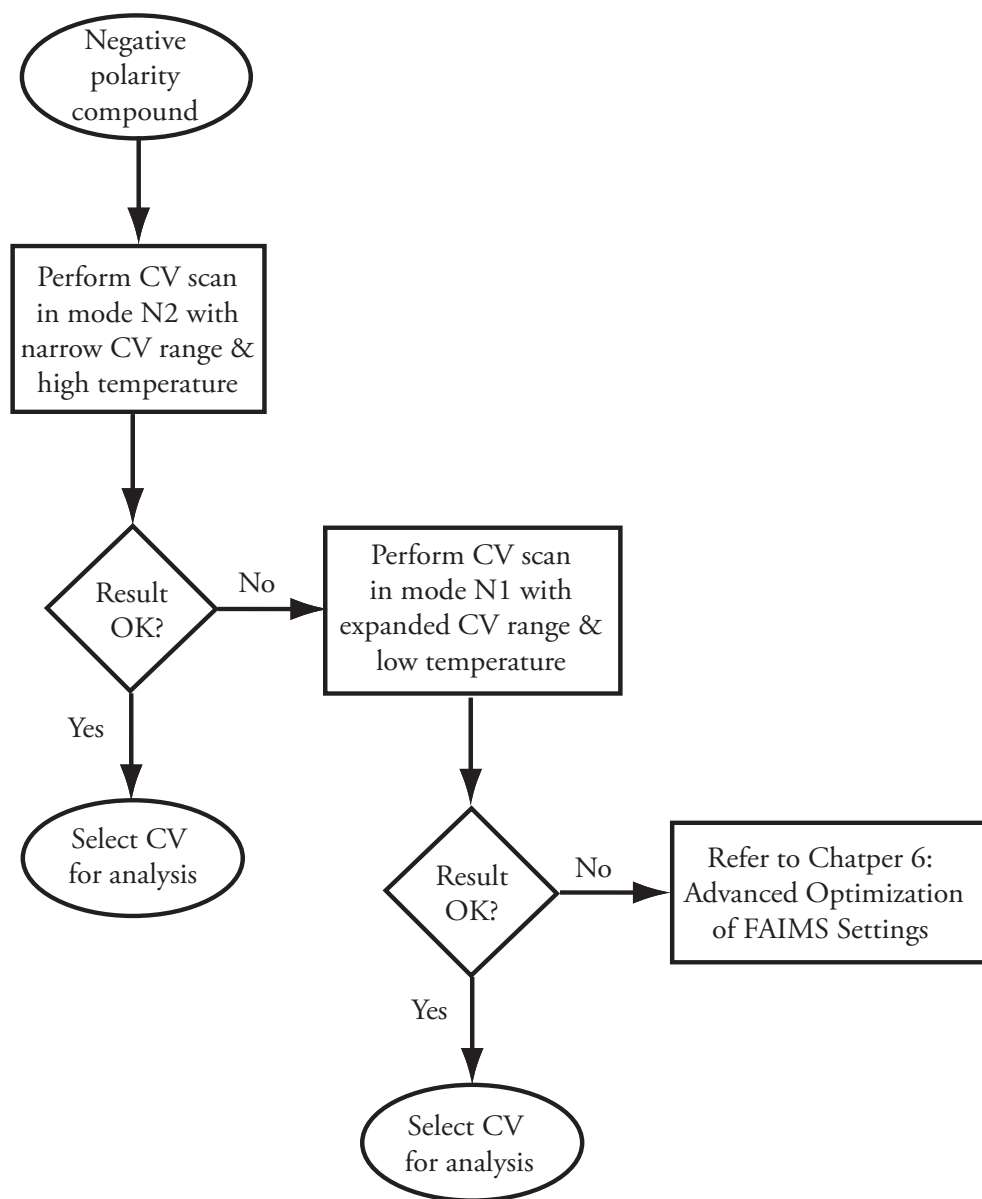 Negative
polarity
compound
Perform CV scan
in mode N2 with
narrow CV range &
high temperature
Result
OK?
No
Yes
Select CV
for analysis
Perform CV scan
in mode N1 with
expanded CV range &
low temperature
Result
OK?
No
Yes
Refer to Chatper 6:
Advanced Optimization
of FAIMS Settings
Select CV
for analysis